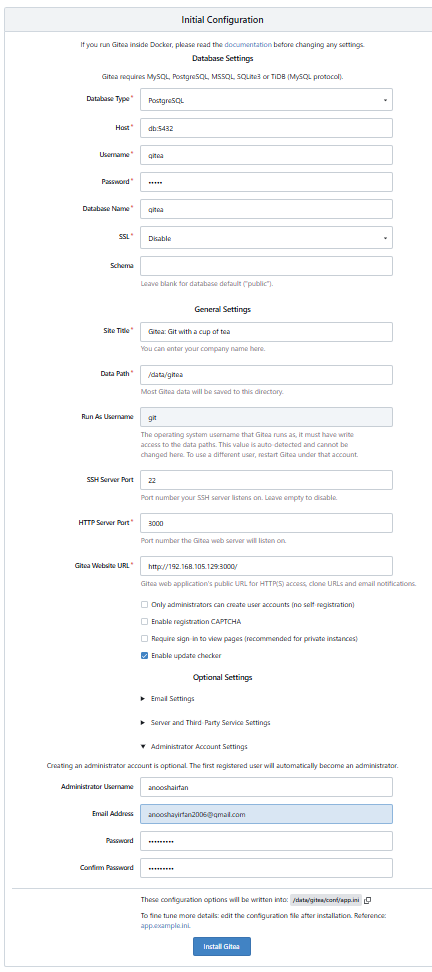 Initial Configuration
If you run Gitea inside Docker, please read the documentation before changing any settings.
Database Settings
Gitea requires MySQL, PostgreSQL, MSSQL, SQLite3 or TiDB (MySQL protocol).
Database Type* PostgreSQL
Host* db:5432
Username* gitea
Password* •••••
Database Name* gitea
SSL* Disable
Schema
Leave blank for database default ("public").
General Settings
Site Title* Gitea: Git with a cup of tea
You can enter your company name here.
Data Path* /data/gitea
Most Gitea data will be saved to this directory.
Run As Username git
The operating system username that Gitea runs as, it must have write
access to the data paths. This value is auto-detected and cannot be
changed here. To use a different user, restart Gitea under that account.
SSH Server Port 22
Port number your SSH server listens on. Leave empty to disable.
HTTP Server Port* 3000
Port number the Gitea web server will listen on.
Gitea Website URL* http://192.168.105.129:3000/
Gitea web application's public URL for HTTP(S) access, clone URLs and email notifications.
Only administrators can create user accounts (no self-registration)
Enable registration CAPTCHA
Require sign-in to view pages (recommended for private instances)
Enable update checker
Optional Settings
Email Settings
Server and Third-Party Service Settings
Administrator Account Settings
Creating an administrator account is optional. The first registered user will automatically become an administrator.
Administrator Username anooshairfan
Email Address anooshayirfan2006@gmail.com
Password •••••••••
Confirm Password •••••••••
These configuration options will be written into: /data/gitea/conf/app.ini
To fine tune more details: edit the configuration file after installation. Reference:
app.example.ini.
Install Gitea